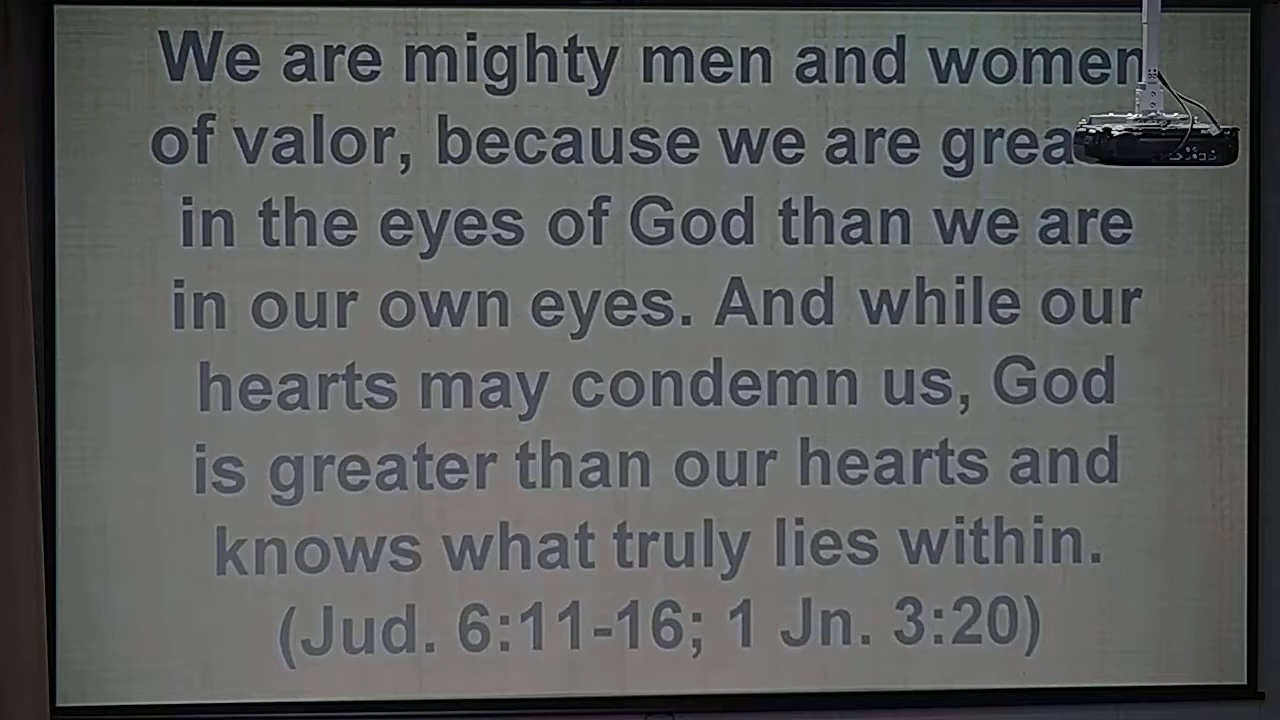 We are mighty men and women
of valor, because we are
in the eyes of God than we are
in our own eyes. And while our
hearts may condemn us, God
is greater than our hearts and
knows what truly lies within.
(Jud. 6:11-16; 1 Jn. 3:20)